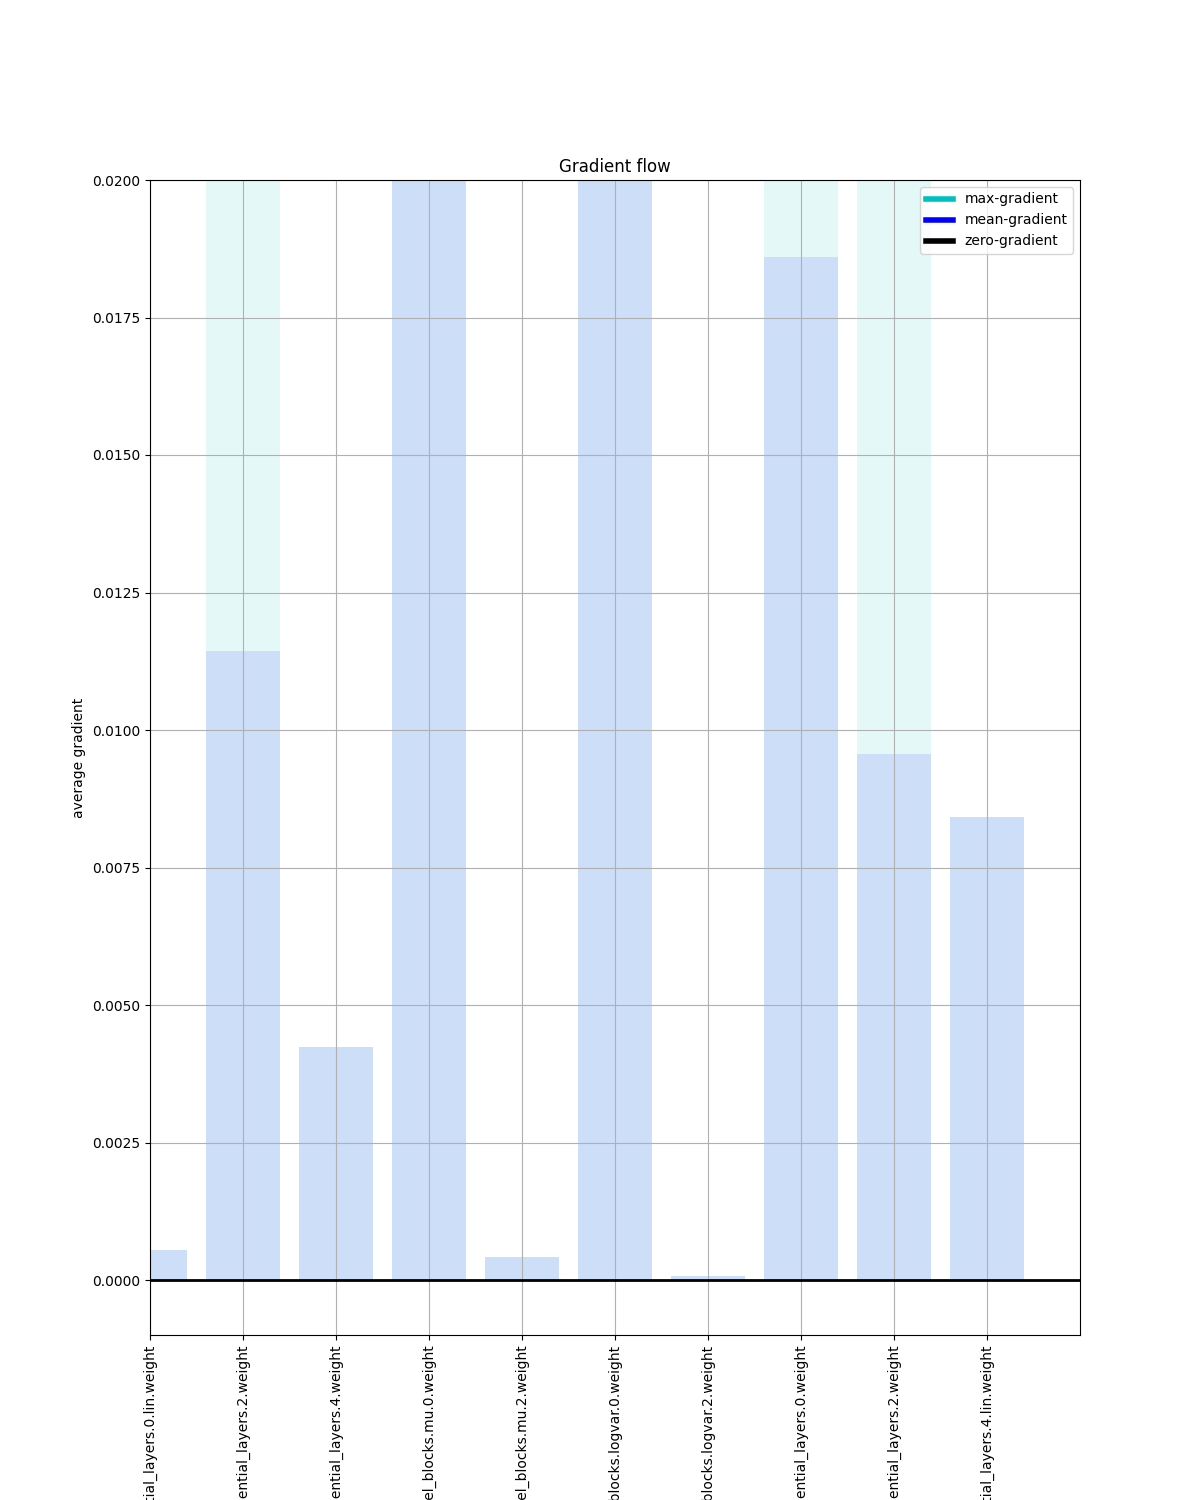 Gradient flow
max-gradient
mean-gradient
zero-gradient
average gradient
0.0200
0.0175
0.0150
0.0125
0.0100
0.0075
0.0050
0.0025
0.0000
tial_layers.0.lin.weight
ential_layers.2.weight
ential_layers.4.weight
el_blocks.mu.0.weight
el_blocks.mu.2.weight
blocks.logvar.0.weight
blocks.logvar.2.weight
ential_layers.0.weight
ential_layers.2.weight
tial_layers.4.lin.weight